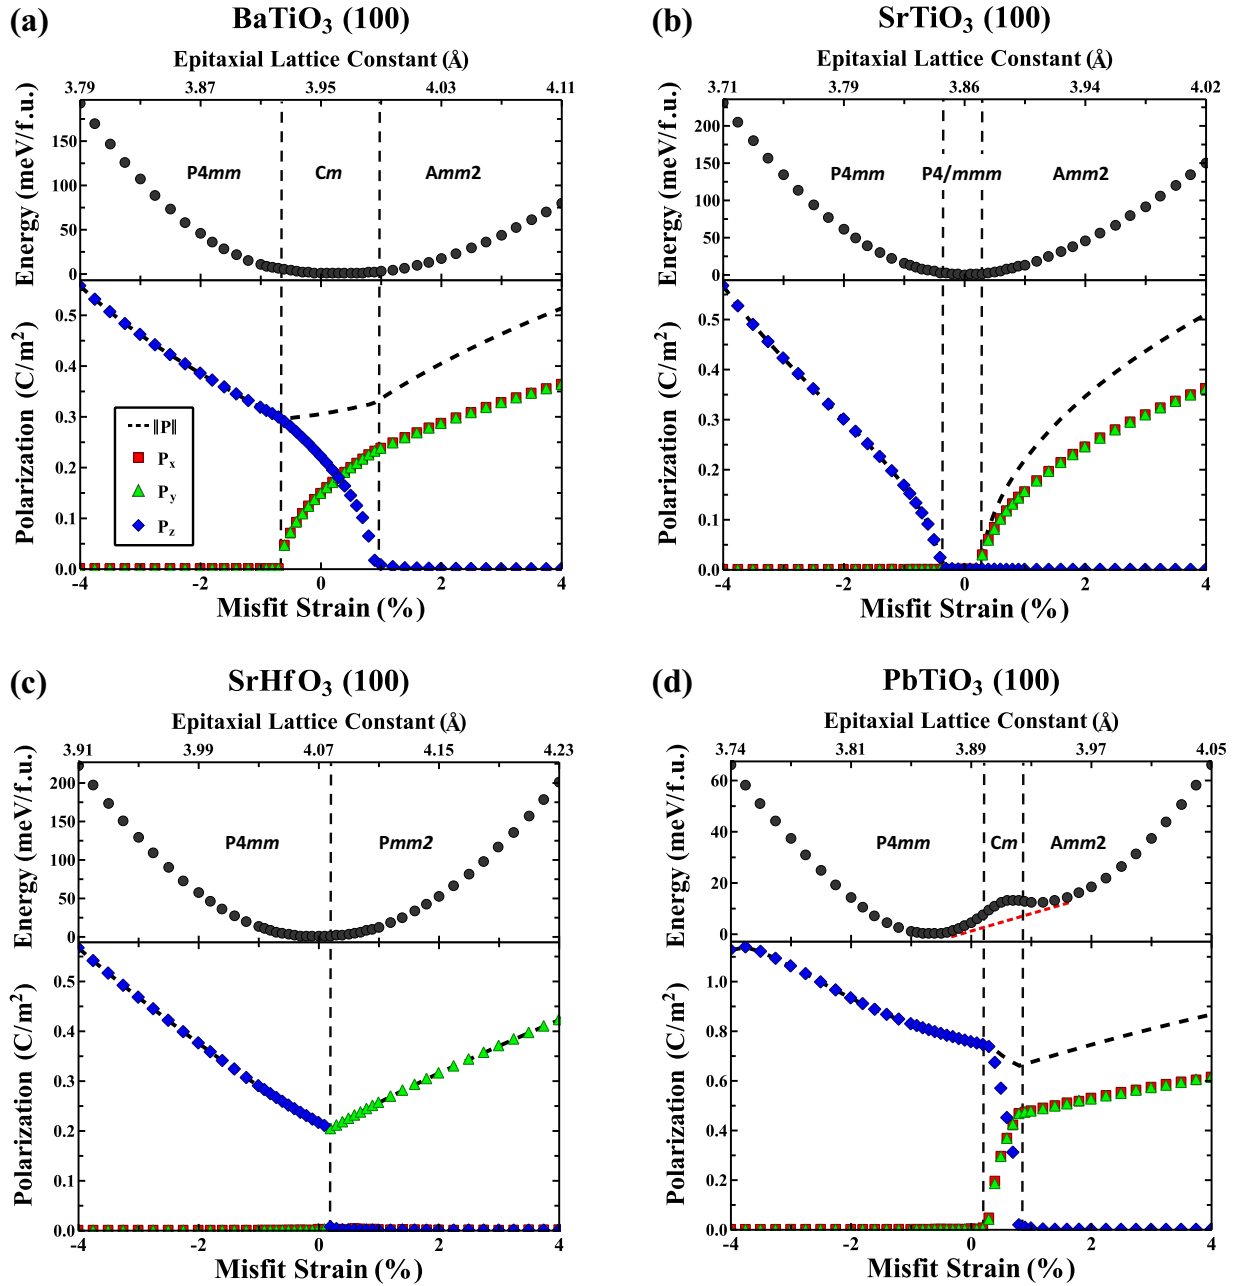 (a)
BaTiO3 (100)
Epitaxial Lattice Constant (Å)
3.79 3.87 3.95 4.03 4.11
Energy (meV/f.u.)
150
100
50
0
P4mm Cm Amm2
Polarization (C/m²)
0.5
0.4
0.3
0.2
0.1
0.0
||P||
Px
Py
Pz
-4 -2 0 2 4
Misfit Strain (%)
(b)
SrTiO3 (100)
Epitaxial Lattice Constant (Å)
3.71 3.79 3.86 3.94 4.02
Energy (meV/f.u.)
200
150
100
50
0
P4mm P4/mmm Amm2
Polarization (C/m²)
0.5
0.4
0.3
0.2
0.1
0.0
-4 -2 0 2 4
Misfit Strain (%)
(c)
SrHfO3 (100)
Epitaxial Lattice Constant (Å)
3.91 3.99 4.07 4.15 4.23
Energy (meV/f.u.)
200
150
100
50
0
P4mm Pmm2
Polarization (C/m²)
0.5
0.4
0.3
0.2
0.1
0.0
-4 -2 0 2 4
Misfit Strain (%)
(d)
PbTiO3 (100)
Epitaxial Lattice Constant (Å)
3.74 3.81 3.89 3.97 4.05
Energy (meV/f.u.)
60
40
20
0
P4mm Cm Amm2
Polarization (C/m²)
1.0
0.8
0.6
0.4
0.2
0.0
-4 -2 0 2 4
Misfit Strain (%)